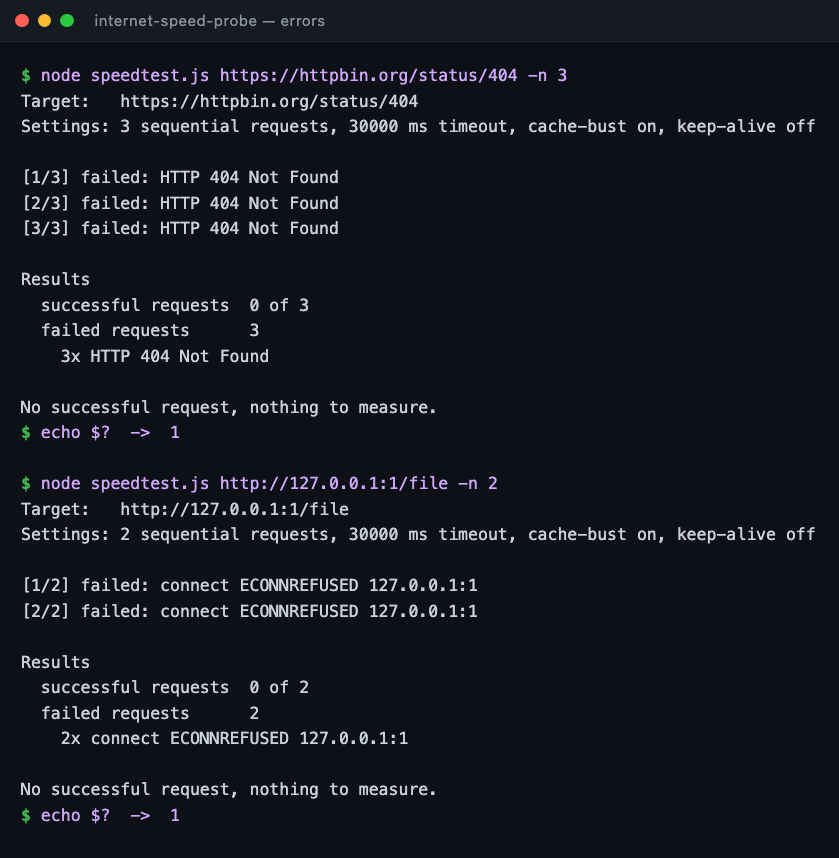 internet-speed-probe — errors
$ node speedtest.js https://httpbin.org/status/404 -n 3
Target:   https://httpbin.org/status/404
Settings: 3 sequential requests, 30000 ms timeout, cache-bust on, keep-alive off
[1/3] failed: HTTP 404 Not Found
[2/3] failed: HTTP 404 Not Found
[3/3] failed: HTTP 404 Not Found
Results
  successful requests  0 of 3
  failed requests      3
    3x HTTP 404 Not Found
No successful request, nothing to measure.
$ echo $?  ->  1
$ node speedtest.js http://127.0.0.1:1/file -n 2
Target:   http://127.0.0.1:1/file
Settings: 2 sequential requests, 30000 ms timeout, cache-bust on, keep-alive off
[1/2] failed: connect ECONNREFUSED 127.0.0.1:1
[2/2] failed: connect ECONNREFUSED 127.0.0.1:1
Results
  successful requests  0 of 2
  failed requests      2
    2x connect ECONNREFUSED 127.0.0.1:1
No successful request, nothing to measure.
$ echo $?  ->  1